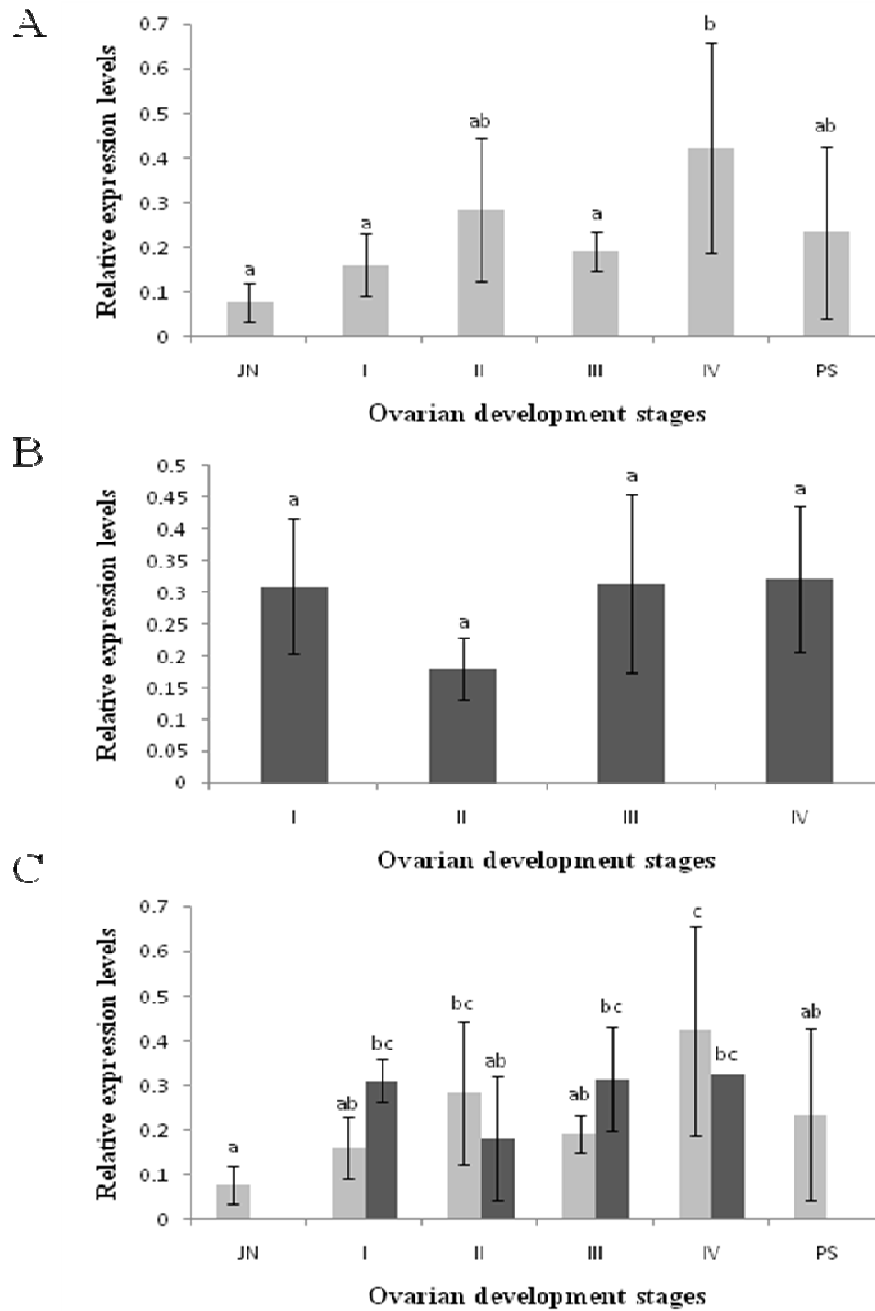 A
Relative expression levels
0.7
0.6
0.5
0.4
0.3
0.2
0.1
0
a
a
ab
a
b
ab
JN
I
II
III
IV
PS
Ovarian development stages
B
Relative expression levels
0.5
0.45
0.4
0.35
0.3
0.25
0.2
0.15
0.1
0.05
0
a
a
a
a
I
II
III
IV
Ovarian development stages
C
Relative expression levels
0.7
0.6
0.5
0.4
0.3
0.2
0.1
0
a
ab
bc
bc
ab
ab
bc
c
bc
ab
JN
I
II
III
IV
PS
Ovarian development stages